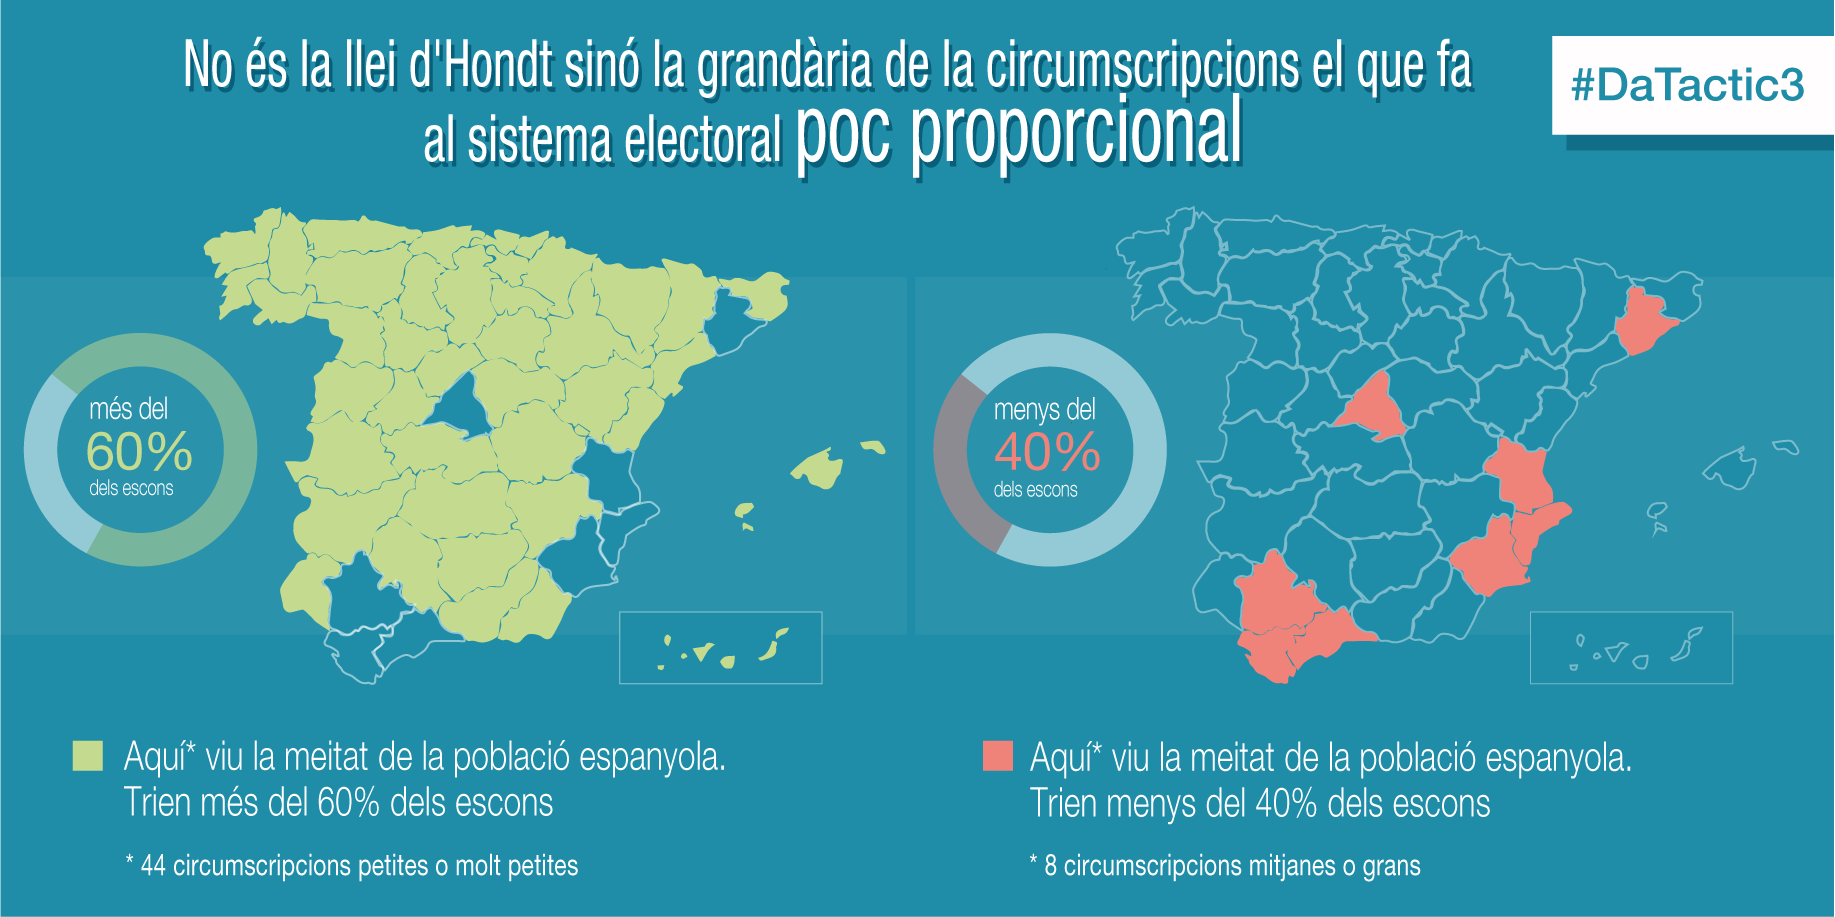 No és la llei d'Hondt sinó la grandària de la circumscripcions el que fa
al sistema electoral poc proporcional
#DaTactic3
més del
60%
dels escons
menys del
40%
dels escons
Aquí* viu la meitat de la població espanyola.
Trien més del 60% dels escons
* 44 circumscripcions petites o molt petites
Aquí* viu la meitat de la població espanyola.
Trien menys del 40% dels escons
* 8 circumscripcions mitjanes o grans